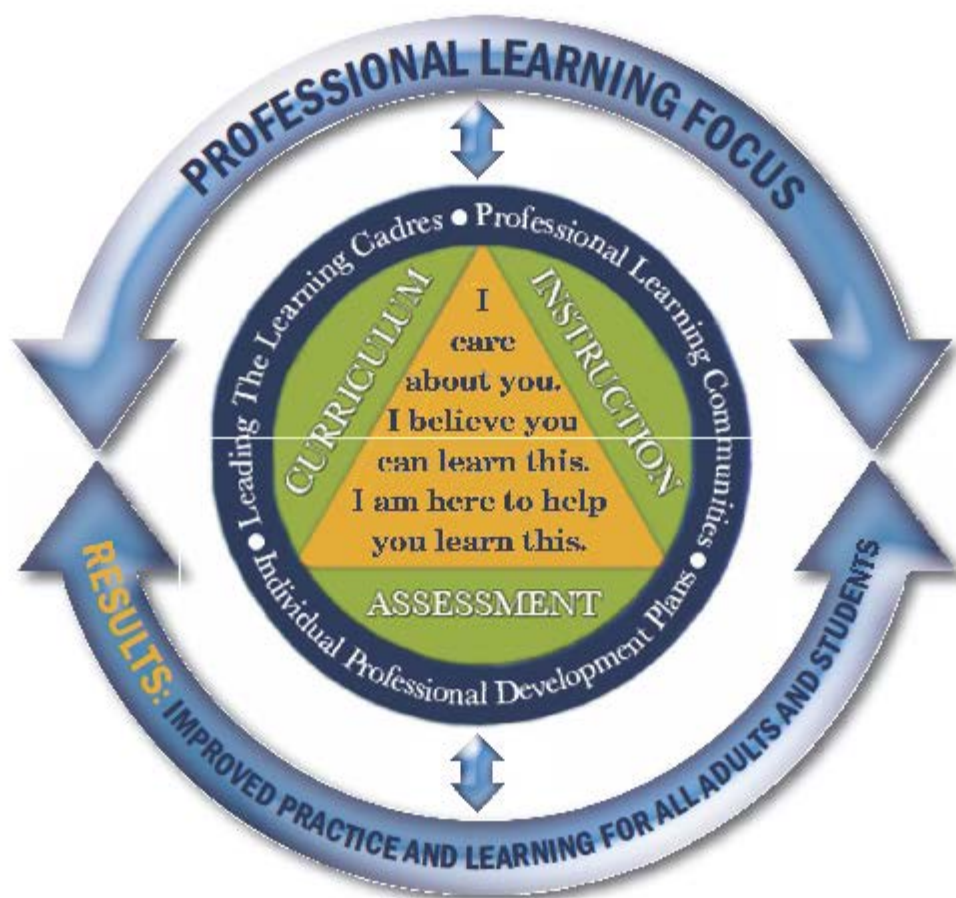 PROFESSIONAL LEARNING FOCUS
Leading The Learning Cadres • Professional Learning Communities • Individual Professional Development Plans •
CURRICULUM
INSTRUCTION
I
care
about you.
I believe you
can learn this.
I am here to help
you learn this.
ASSESSMENT
RESULTS: IMPROVED PRACTICE AND LEARNING FOR ALL ADULTS AND STUDENTS